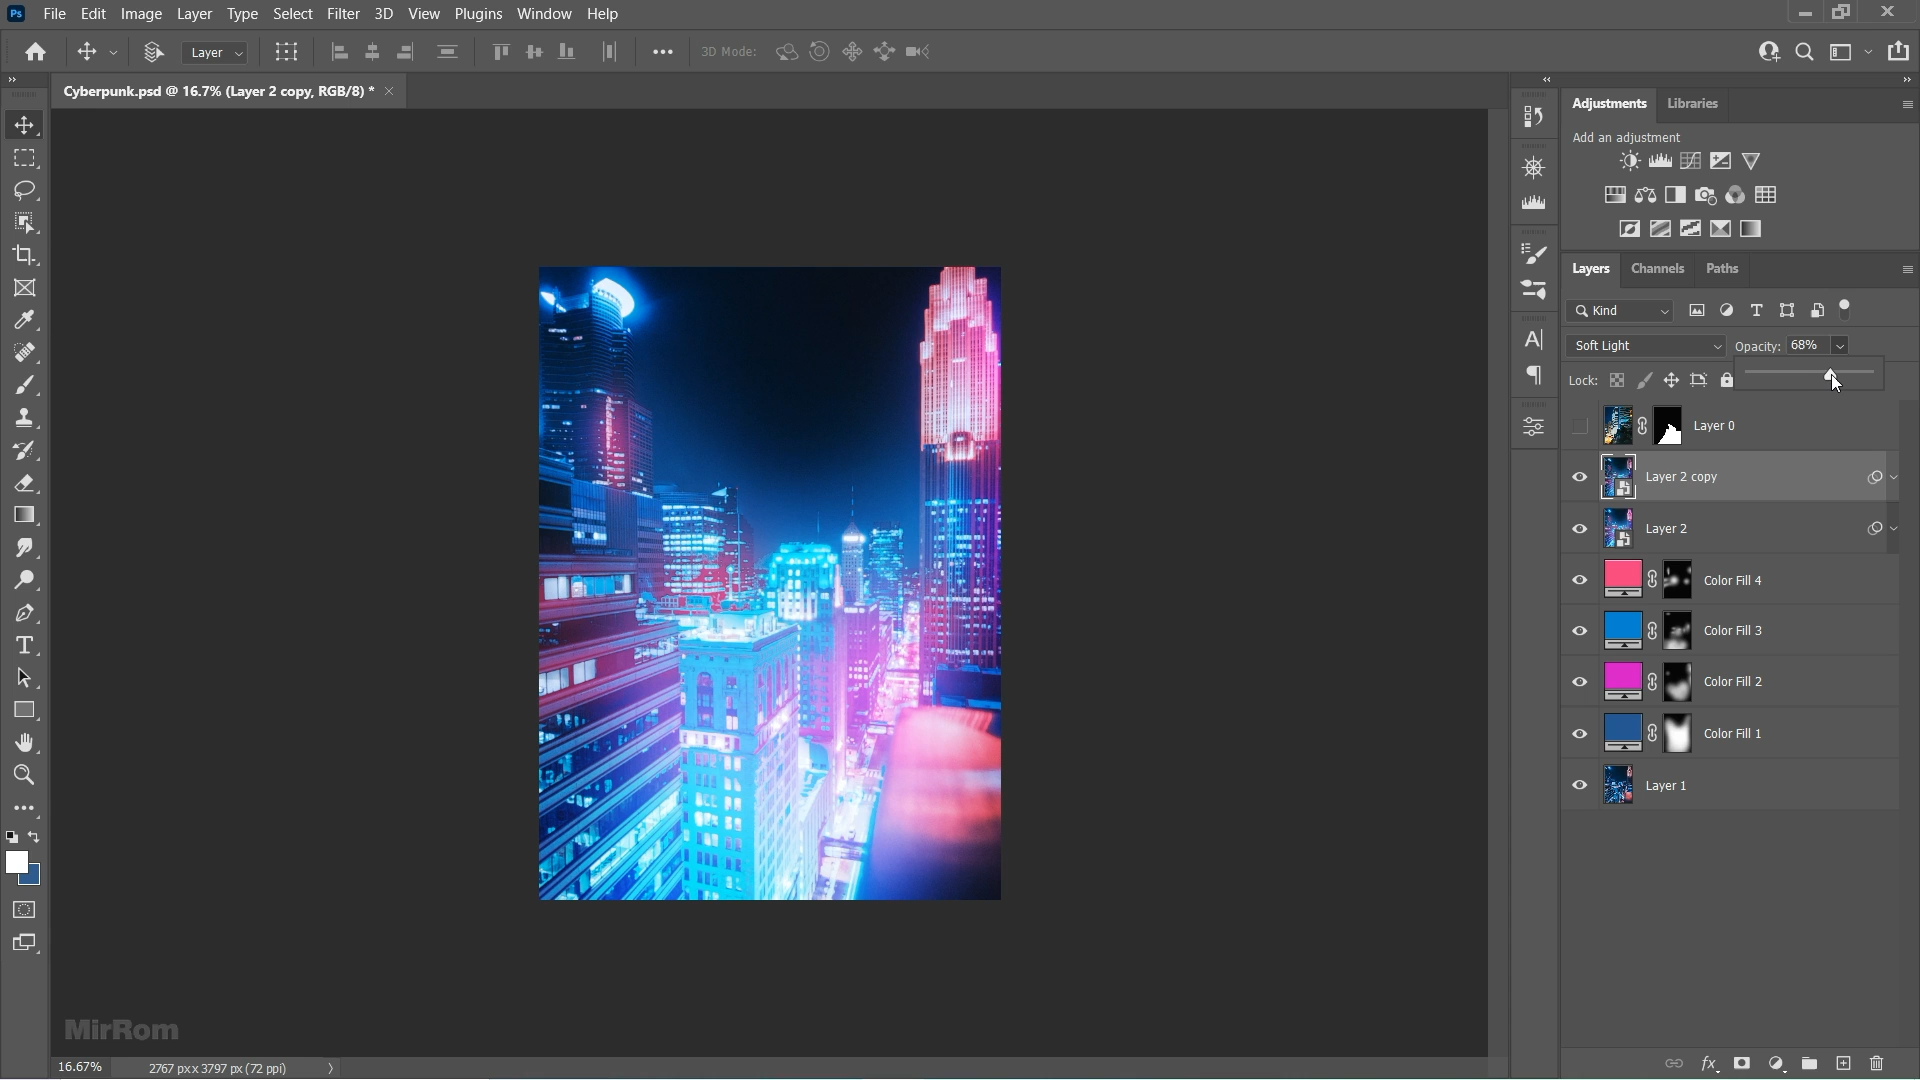 Ps File Edit Image Layer Type Select Filter 3D View Plugins Window Help
Layer 3D Mode:
Cyberpunk.psd @ 16.7% (Layer 2 copy, RGB/8) *
Adjustments Libraries
Add an adjustment
Layers Channels Paths
Kind
Soft Light Opacity: 68%
Lock:
Layer 0
Layer 2 copy
Layer 2
Color Fill 4
Color Fill 3
Color Fill 2
Color Fill 1
Layer 1
MirRom
16.67% 2767 px x 3797 px (72 ppi)
fx